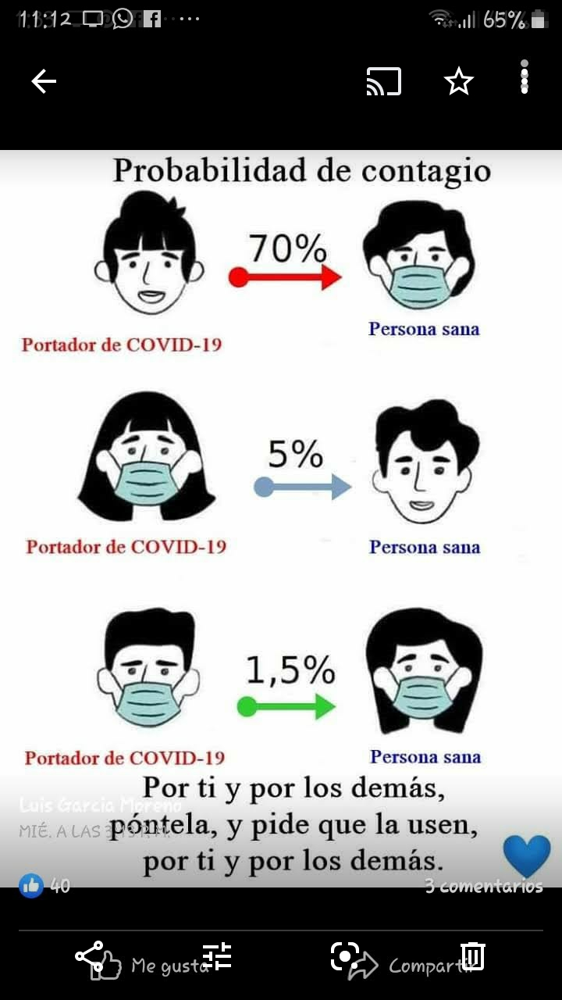 11:12
65%
Probabilidad de contagio
70%
Portador de COVID-19
Persona sana
5%
Portador de COVID-19
Persona sana
1,5%
Portador de COVID-19
Persona sana
Por ti y por los demás,
Luis Garcia Moreno
MIÉ. A LAS 3
póntela, y pide que la usen,
por ti y por los demás.
40
3 comentarios
Me gusta
Compartir